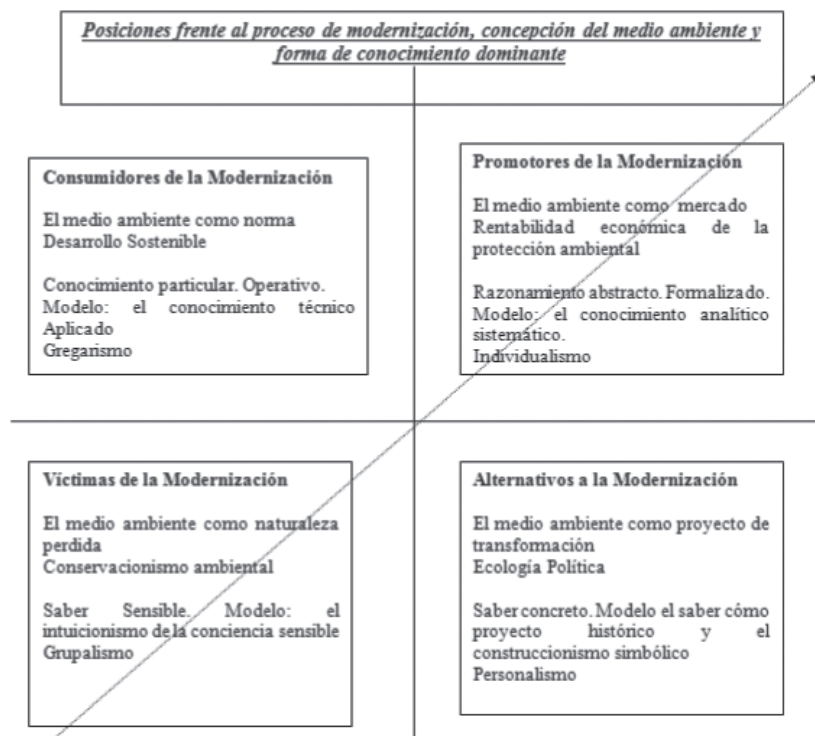 Posiciones frente al proceso de modernización, concepción del medio ambiente y
forma de conocimiento dominante
Consumidores de la Modernización
El medio ambiente como norma
Desarrollo Sostenible
Conocimiento particular. Operativo.
Modelo: el conocimiento técnico
Aplicado
Gregarismo
Promotores de la Modernización
El medio ambiente como mercado
Rentabilidad económica de la
protección ambiental
Razonamiento abstracto. Formalizado.
Modelo: el conocimiento analítico
sistemático.
Individualismo
Víctimas de la Modernización
El medio ambiente como naturaleza
perdida
Conservacionismo ambiental
Saber Sensible. Modelo: el
intuicionismo de la conciencia sensible
Grupalismo
Alternativos a la Modernización
El medio ambiente como proyecto de
transformación
Ecología Política
Saber concreto. Modelo el saber cómo
proyecto histórico y el
construccionismo simbólico
Personalismo